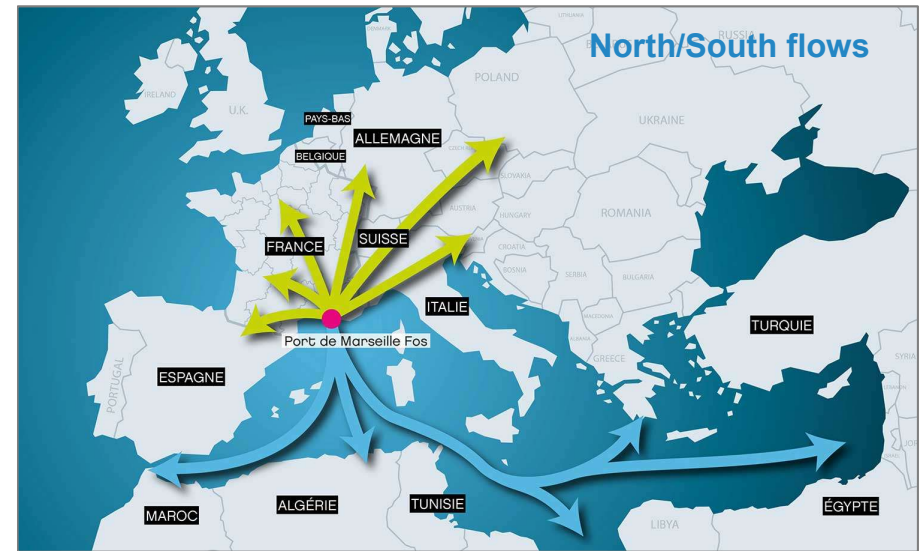 North/South flows
LITHUANIA
RUSSIA
DENMARK
IRELAND
U.K.
POLAND
PAYS-BAS
UKRAINE
ALLEMAGNE
BELGIQUE
SLOVAKIA
AUSTRIA
HUNGARY
ROMANIA
FRANCE
SUISSE
CROATIA
BOSNIA
SERBIA
BULGARIA
ITALIE
MACEDOMIA
TURQUIE
ALBANIA
Port de Marseille Fos
GREECE
SYRIA
ESPAGNE
PORTUGAL
LEBANON
MAROC
ALGÉRIE
TUNISIE
LIBYA
ÉGYPTE